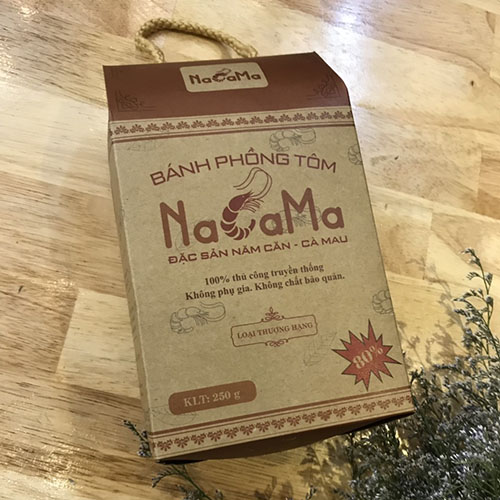 NaCaMa
BÁNH PHỒNG TÔM
NaCaMa
ĐẶC SẢN NĂM CĂN - CÀ MAU
100% thủ công truyền thống
Không phụ gia. Không chất bảo quản.
LOẠI THƯỢNG HẠNG
80%
KLT: 250 g